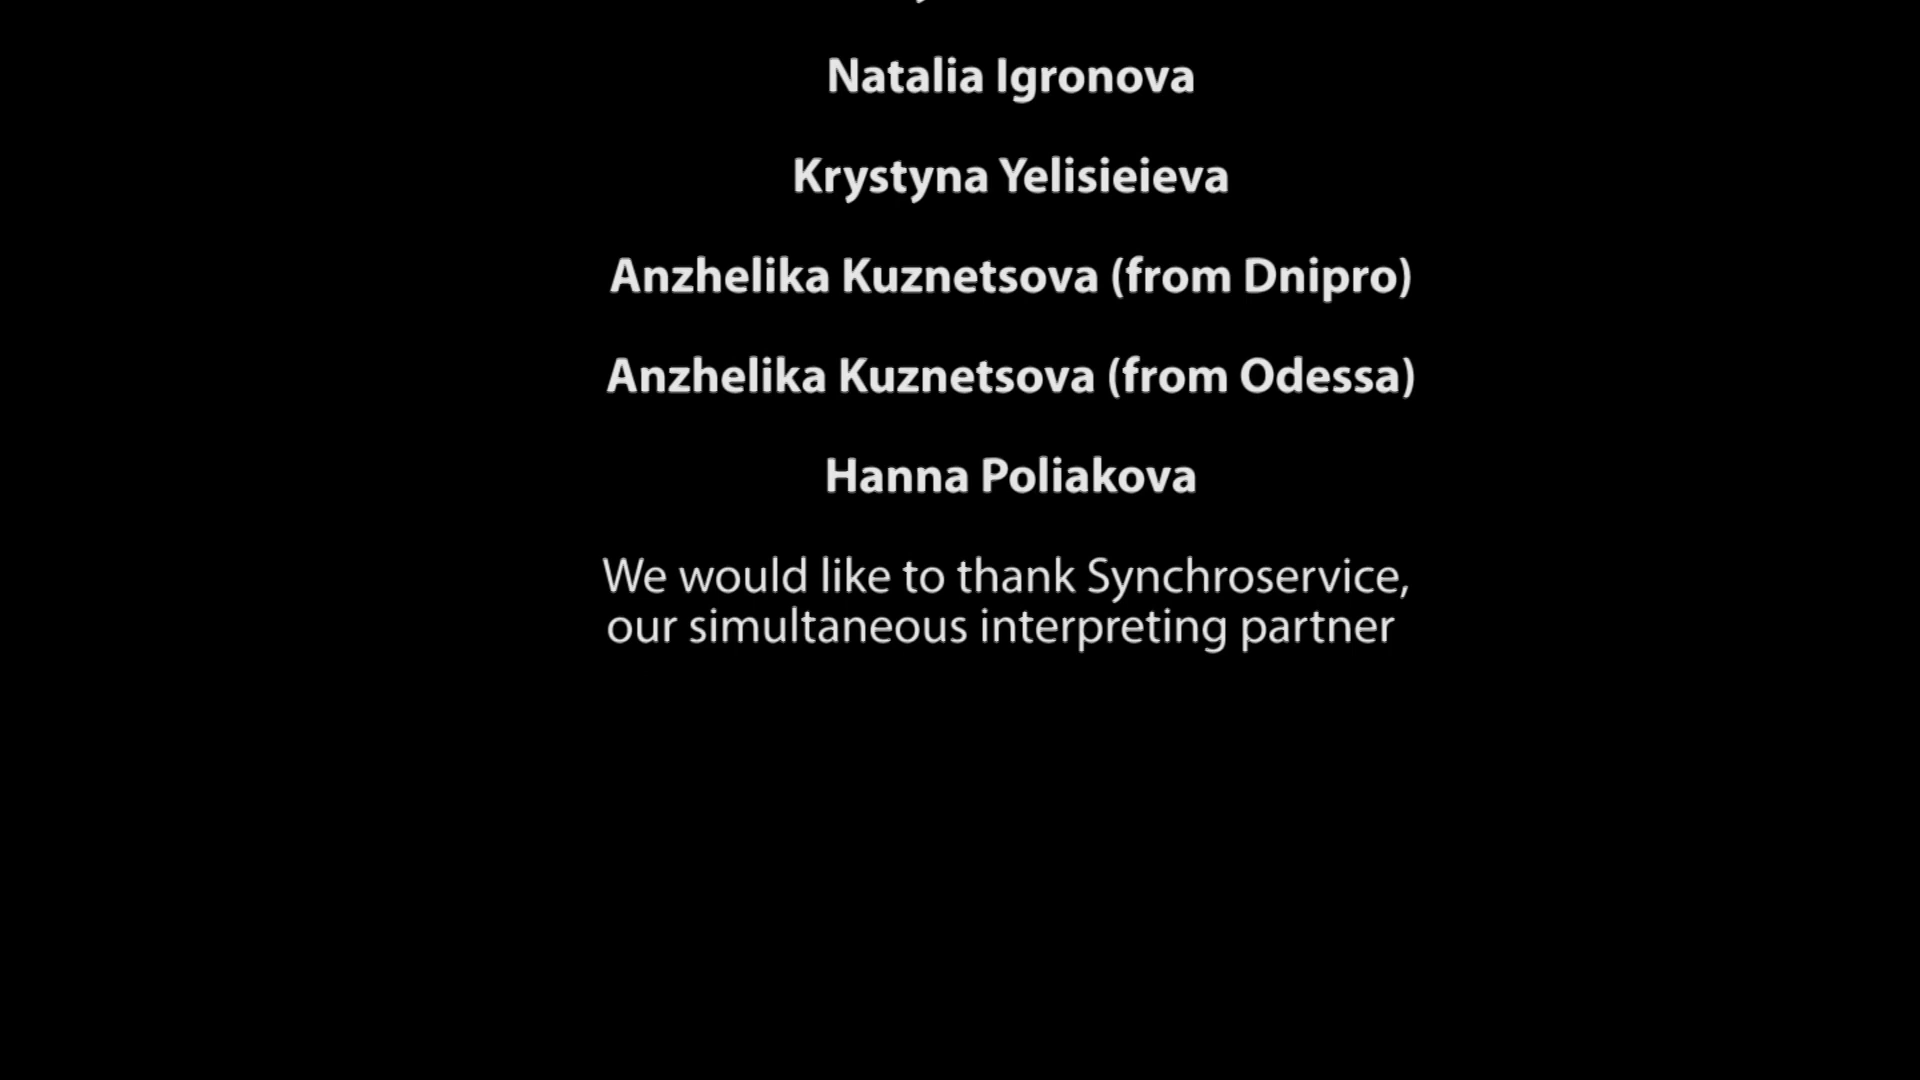 Natalia Igronova
Krystyna Yelisieieva
Anzhelika Kuznetsova (from Dnipro)
Anzhelika Kuznetsova (from Odessa)
Hanna Poliakova
We would like to thank Synchroservice,
our simultaneous interpreting partner